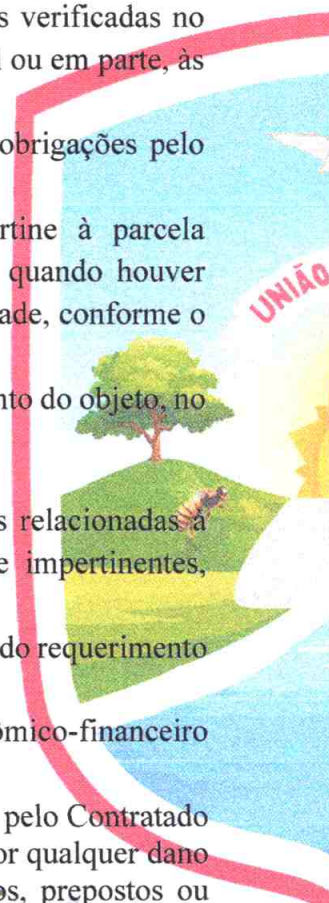 s verificadas no
l ou em parte, às
obrigações pelo
rtine à parcela
quando houver
UNIÃO
ade, conforme o
nto do objeto, no
s relacionadas à
e impertinentes,
do requerimento
ômico-financeiro
pelo Contratado
or qualquer dano
os, prepostos ou